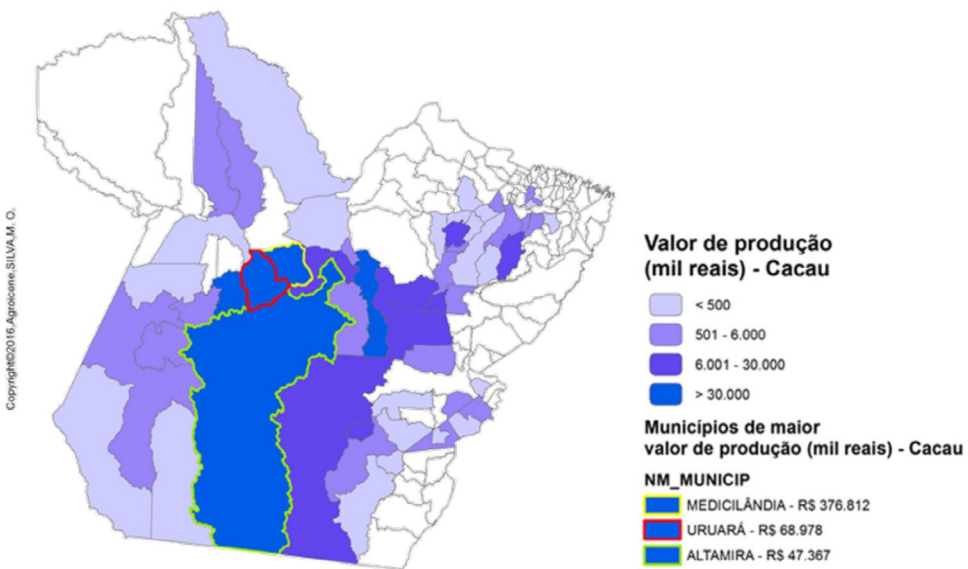 Copyright©2016,Agroicone,SILVA,M. O.
Valor de produção
(mil reais) - Cacau
< 500
501 - 6.000
6.001 - 30.000
> 30.000
Municípios de maior
valor de produção (mil reais) - Cacau
NM_MUNICIP
MEDICILÂNDIA - R$ 376.812
URUARÁ - R$ 68.978
ALTAMIRA - R$ 47.367